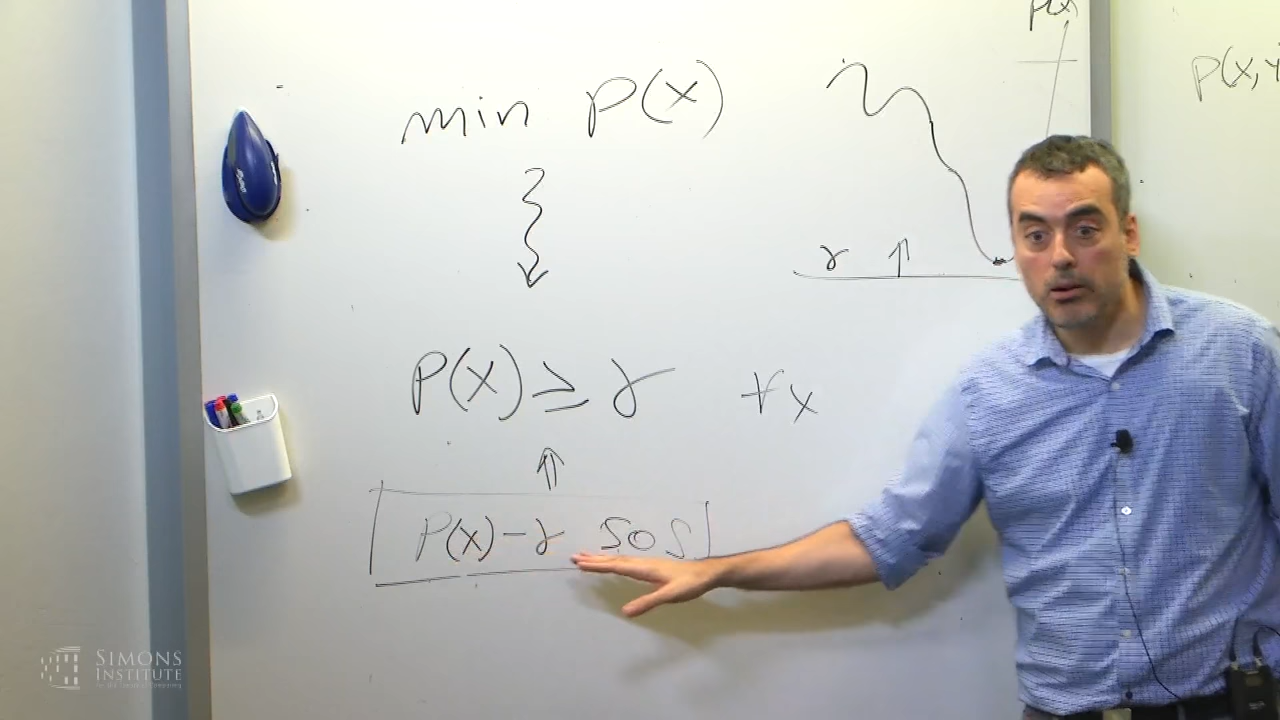 min P(x)
P(x)
P(x,y
γ ⇑
P(x) ≥ γ ∀x
⇑
P(x)-γ SOS
SIMONS
INSTITUTE